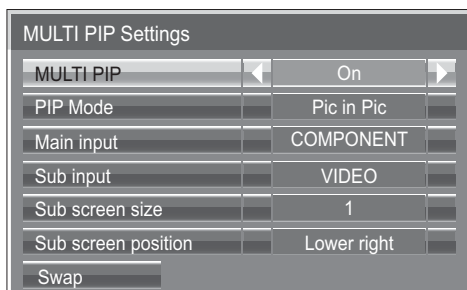 MULTI PIP Settings
MULTI PIP On
PIP Mode Pic in Pic
Main input COMPONENT
Sub input VIDEO
Sub screen size 1
Sub screen position Lower right
Swap